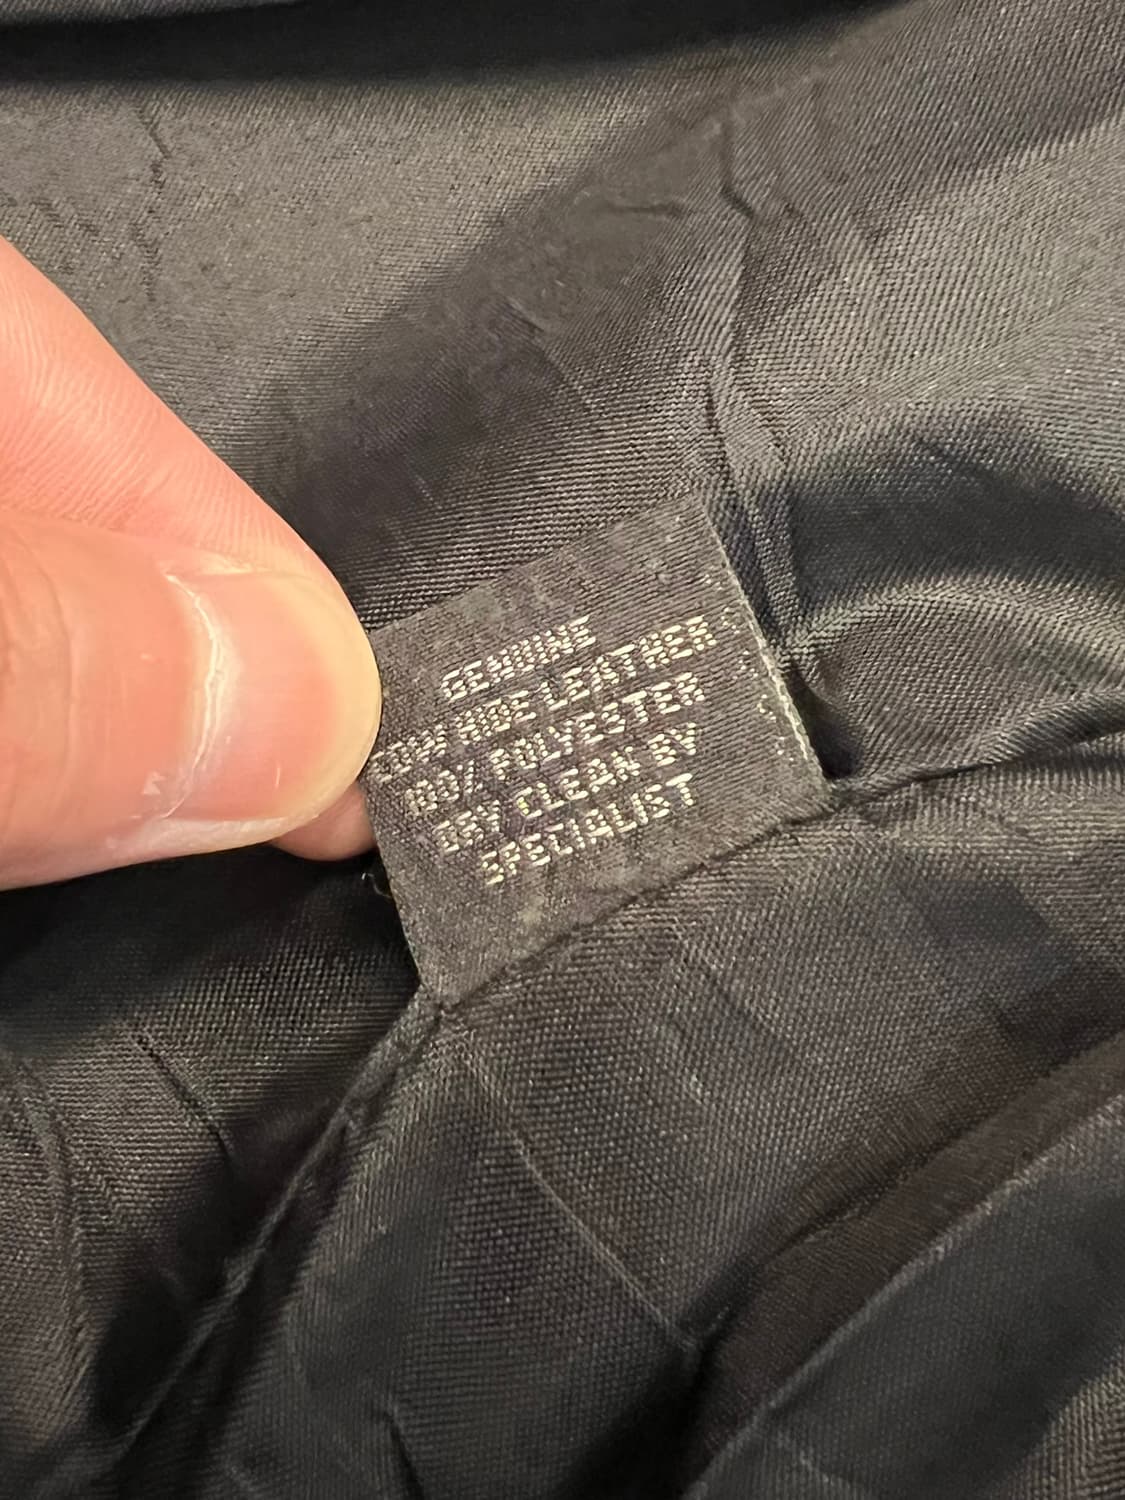 GENUINE
COW HIDE LEATHER
100% POLYESTER
DRY CLEAN BY
SPECIALIST